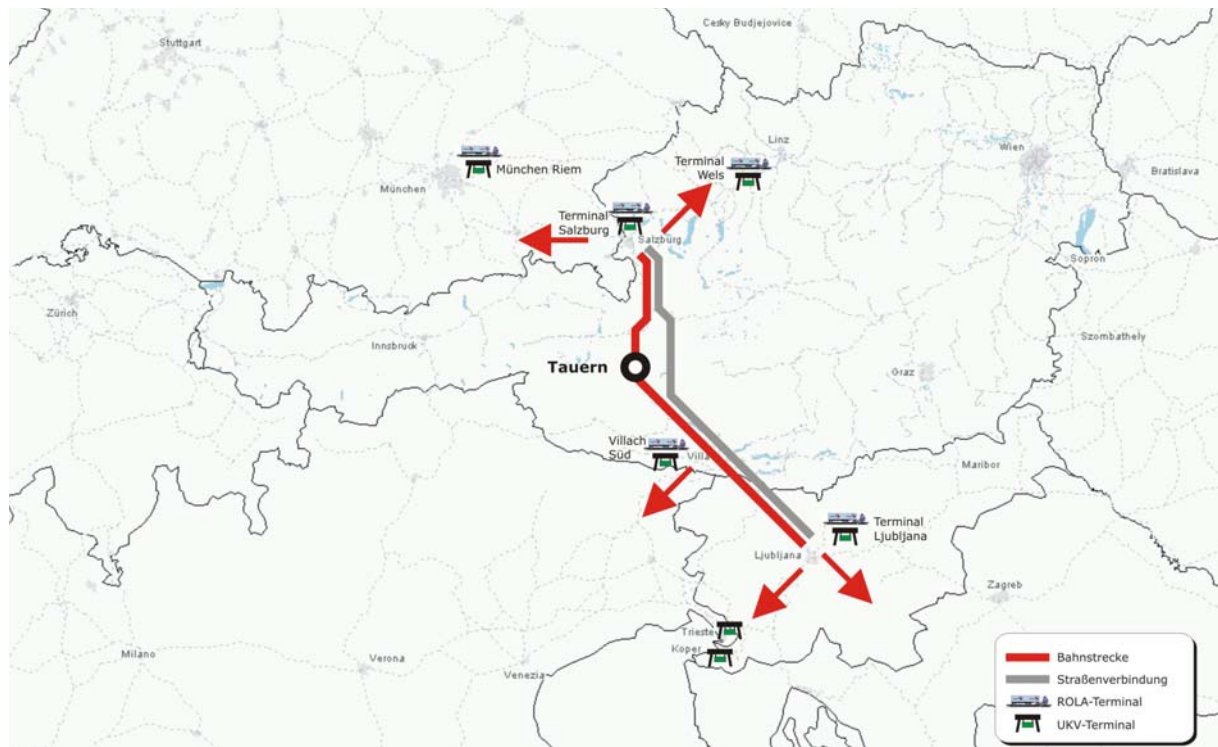 Cesky Budjejovice
Stuttgart
Linz
Wien
Bratislava
München Riem
München
Terminal
Wels
Terminal
Salzburg
Salzburg
Sopron
Zürich
Innsbruck
Szombathely
Tauern
Graz
Villach
Süd
Villa
Maribor
Terminal
Ljubljana
Ljubljana
Zagreb
Trieste
Koper
Milano
Verona
Venezia
Bahnstrecke
Straßenverbindung
ROLA-Terminal
UKV-Terminal